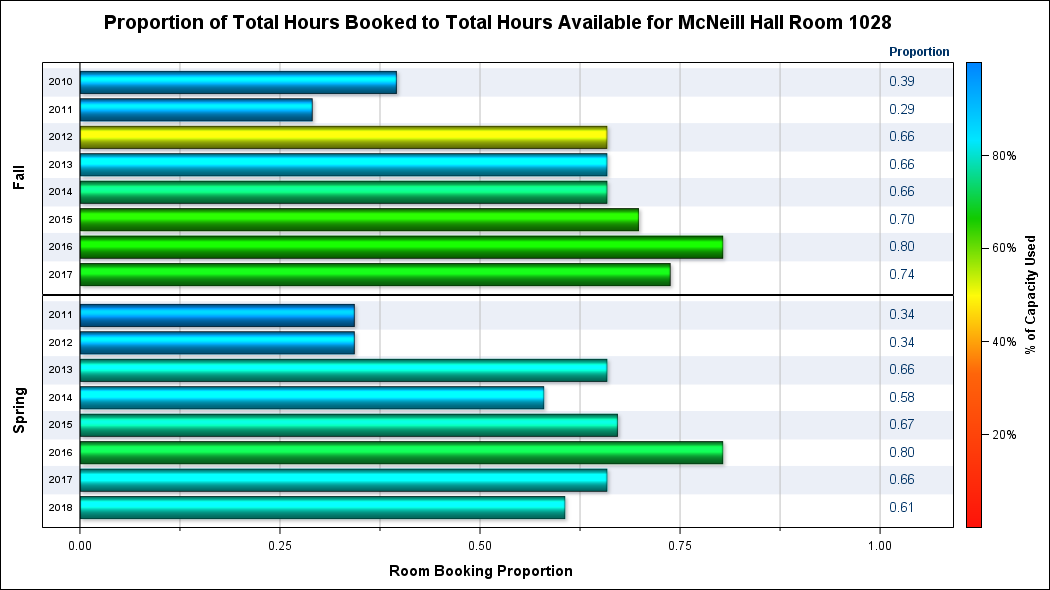 Proportion of Total Hours Booked to Total Hours Available for McNeill Hall Room 1028
Proportion
Fall
2010 0.39
2011 0.29
2012 0.66
2013 0.66
2014 0.66
2015 0.70
2016 0.80
2017 0.74
Spring
2011 0.34
2012 0.34
2013 0.66
2014 0.58
2015 0.67
2016 0.80
2017 0.66
2018 0.61
0.00 0.25 0.50 0.75 1.00
Room Booking Proportion
80%
60%
40%
20%
% of Capacity Used